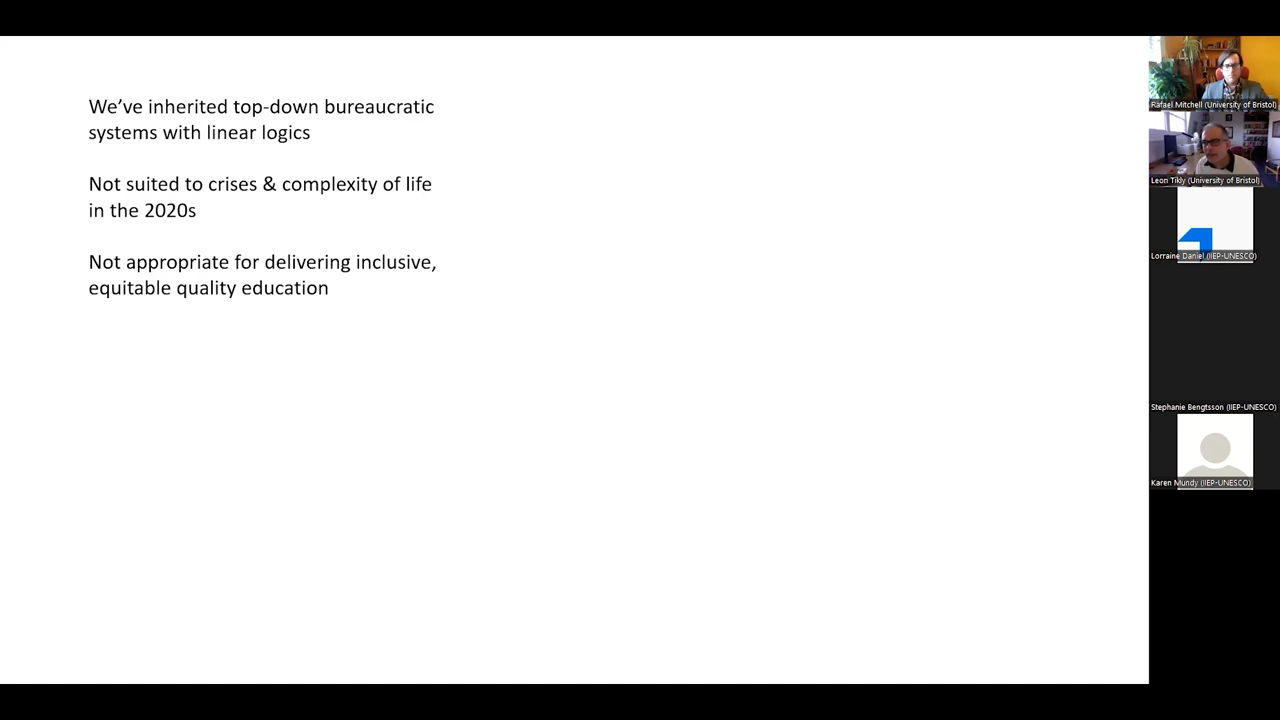 We've inherited top-down bureaucratic
systems with linear logics
Not suited to crises & complexity of life
in the 2020s
Not appropriate for delivering inclusive,
equitable quality education
Rafael Mitchell (University of Bristol)
Leon Tikly (University of Bristol)
Lorraine Daniel (IIEP-UNESCO)
Stephanie Bengtsson (IIEP-UNESCO)
Karen Mundy (IIEP-UNESCO)